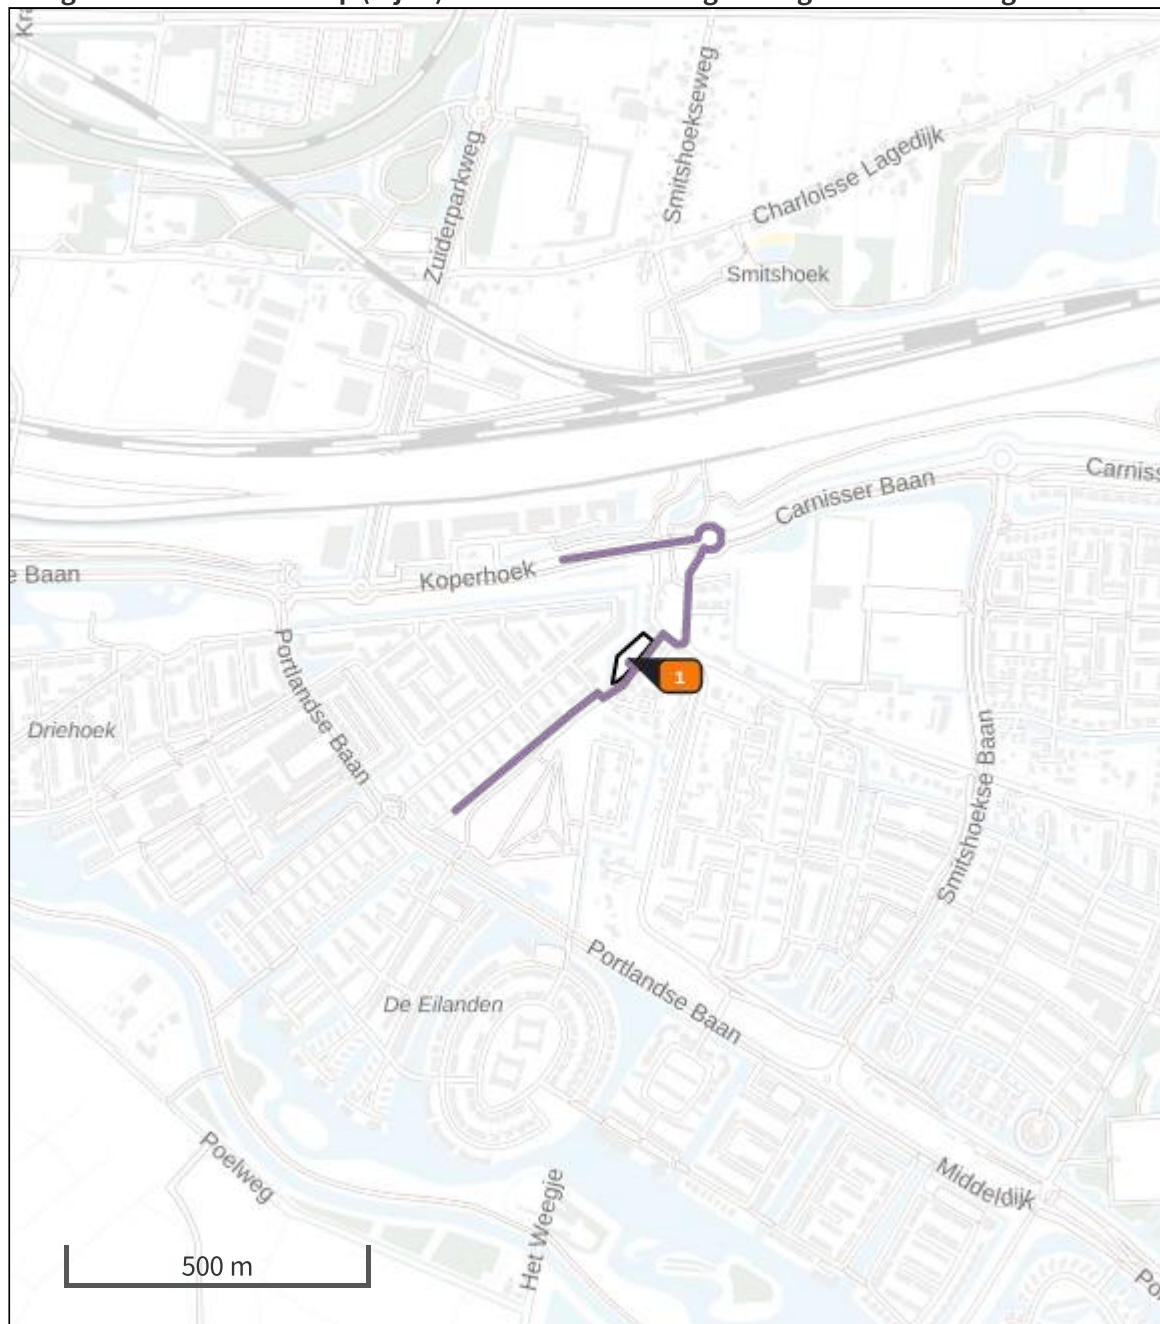 Smitshoekseweg
Charloisse Lagedijk
Zuiderparkweg
Smitshoek
Carnisser Baan
Carniss
e Baan
Koperhoek
Portlandse Baan
1
Driehoek
Smitshoekse Baan
Portlandse Baan
De Eilanden
Poelweg
Middeldijk
Het Weegje
500 m